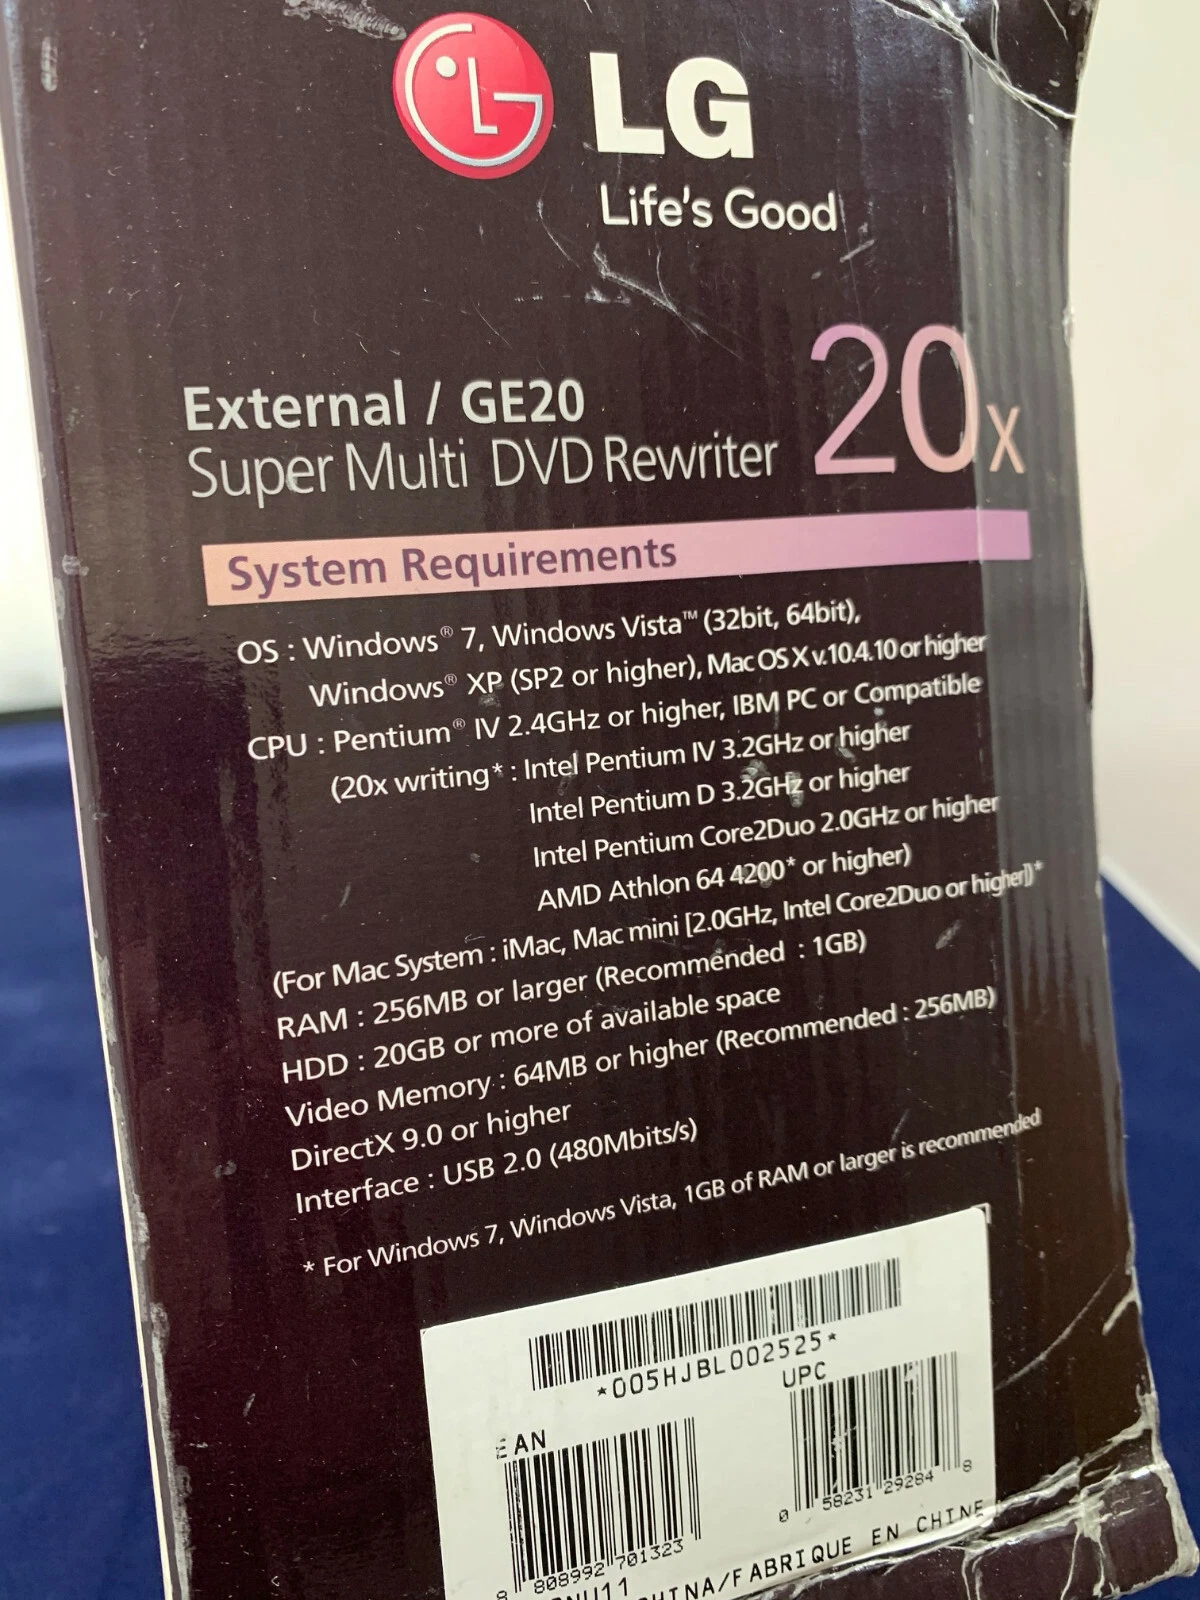 LG
Life's Good
External / GE20
Super Multi DVD Rewriter 20x
System Requirements
OS : Windows® 7, Windows Vista™ (32bit, 64bit),
Windows® XP (SP2 or higher), Mac OS X v.10.4.10 or higher
CPU : Pentium® IV 2.4GHz or higher, IBM PC or Compatible
(20x writing* : Intel Pentium IV 3.2GHz or higher
Intel Pentium D 3.2GHz or higher
Intel Pentium Core2Duo 2.0GHz or higher
AMD Athlon 64 4200* or higher)
(For Mac System : iMac, Mac mini [2.0GHz, Intel Core2Duo or higher])*
RAM : 256MB or larger (Recommended : 1GB)
HDD : 20GB or more of available space
Video Memory : 64MB or higher (Recommended : 256MB)
DirectX 9.0 or higher
Interface : USB 2.0 (480Mbits/s)
* For Windows 7, Windows Vista, 1GB of RAM or larger is recommended
*005HJBL002525*
EAN
UPC
8 808992 701323
0 58231 29284 8
CHINA/FABRIQUE EN CHINE